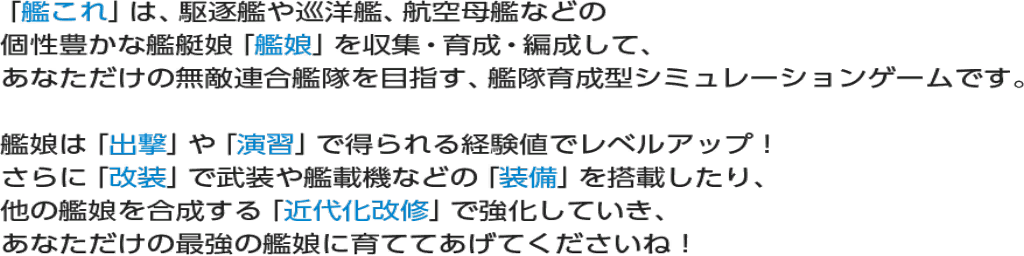 「艦これ」は、駆逐艦や巡洋艦、航空母艦などの
個性豊かな艦艇娘「艦娘」を収集・育成・編成して、
あなただけの無敵連合艦隊を目指す、艦隊育成型シミュレーションゲームです。
艦娘は「出撃」や「演習」で得られる経験値でレベルアップ！
さらに「改装」で武装や艦載機などの「装備」を搭載したり、
他の艦娘を合成する「近代化改修」で強化していき、
あなただけの最強の艦娘に育ててあげてくださいね！